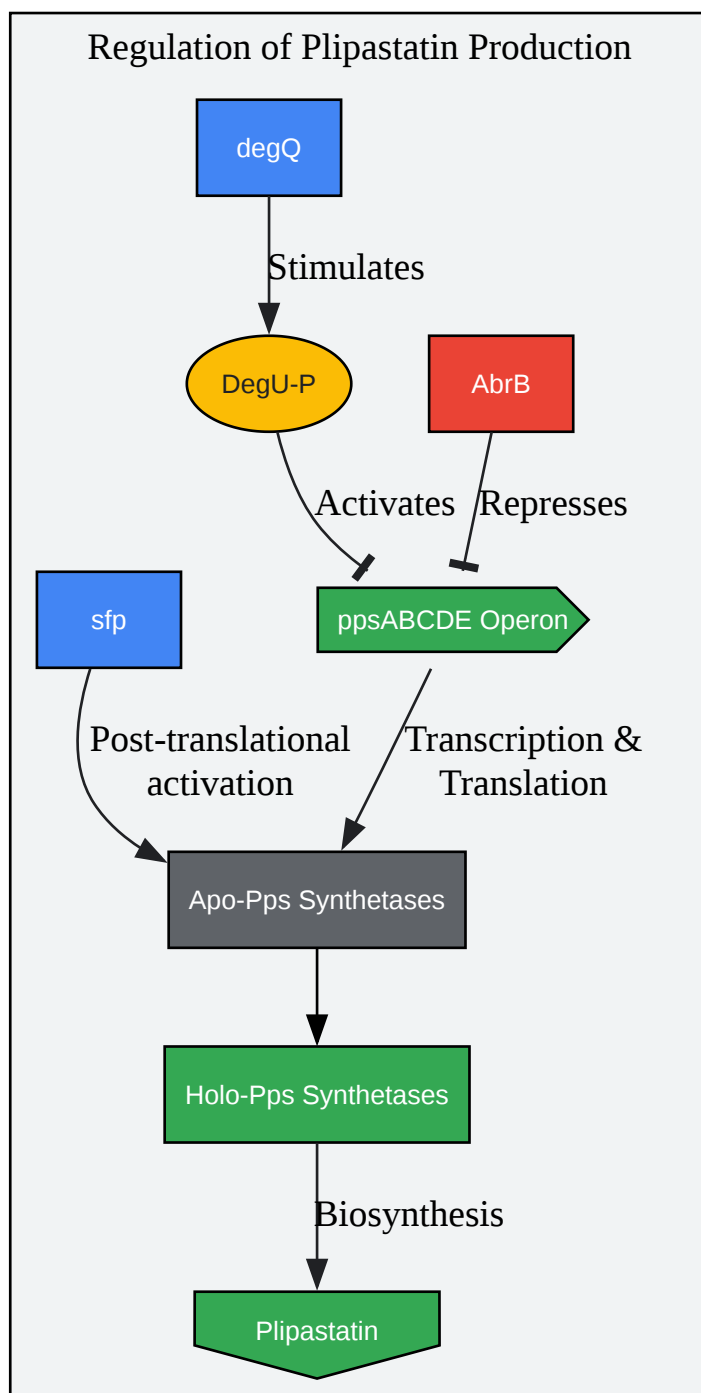 Regulation of Plipastatin Production
degQ
Stimulates
DegU-P
AbrB
Activates
Represses
sfp
ppsABCDE Operon
Post-translational
activation
Transcription &
Translation
Apo-Pps Synthetases
Holo-Pps Synthetases
Biosynthesis
Plipastatin